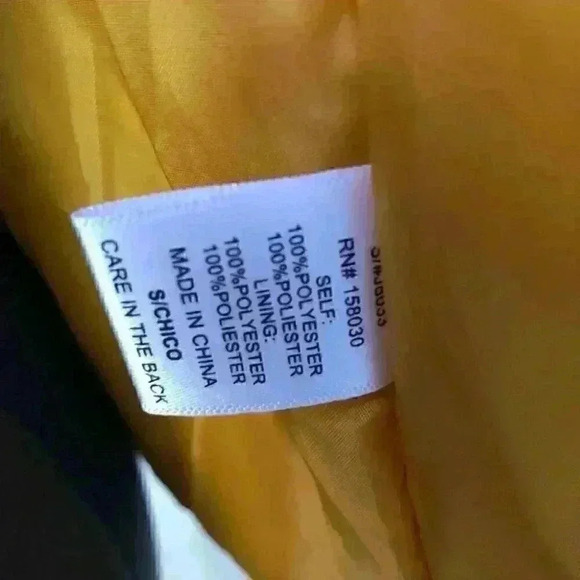 RN# 158030
SELF:
100%POLYESTER
100%POLIESTER
LINING:
100%POLYESTER
100%POLIESTER
MADE IN CHINA
S/CHICO
CARE IN THE BACK